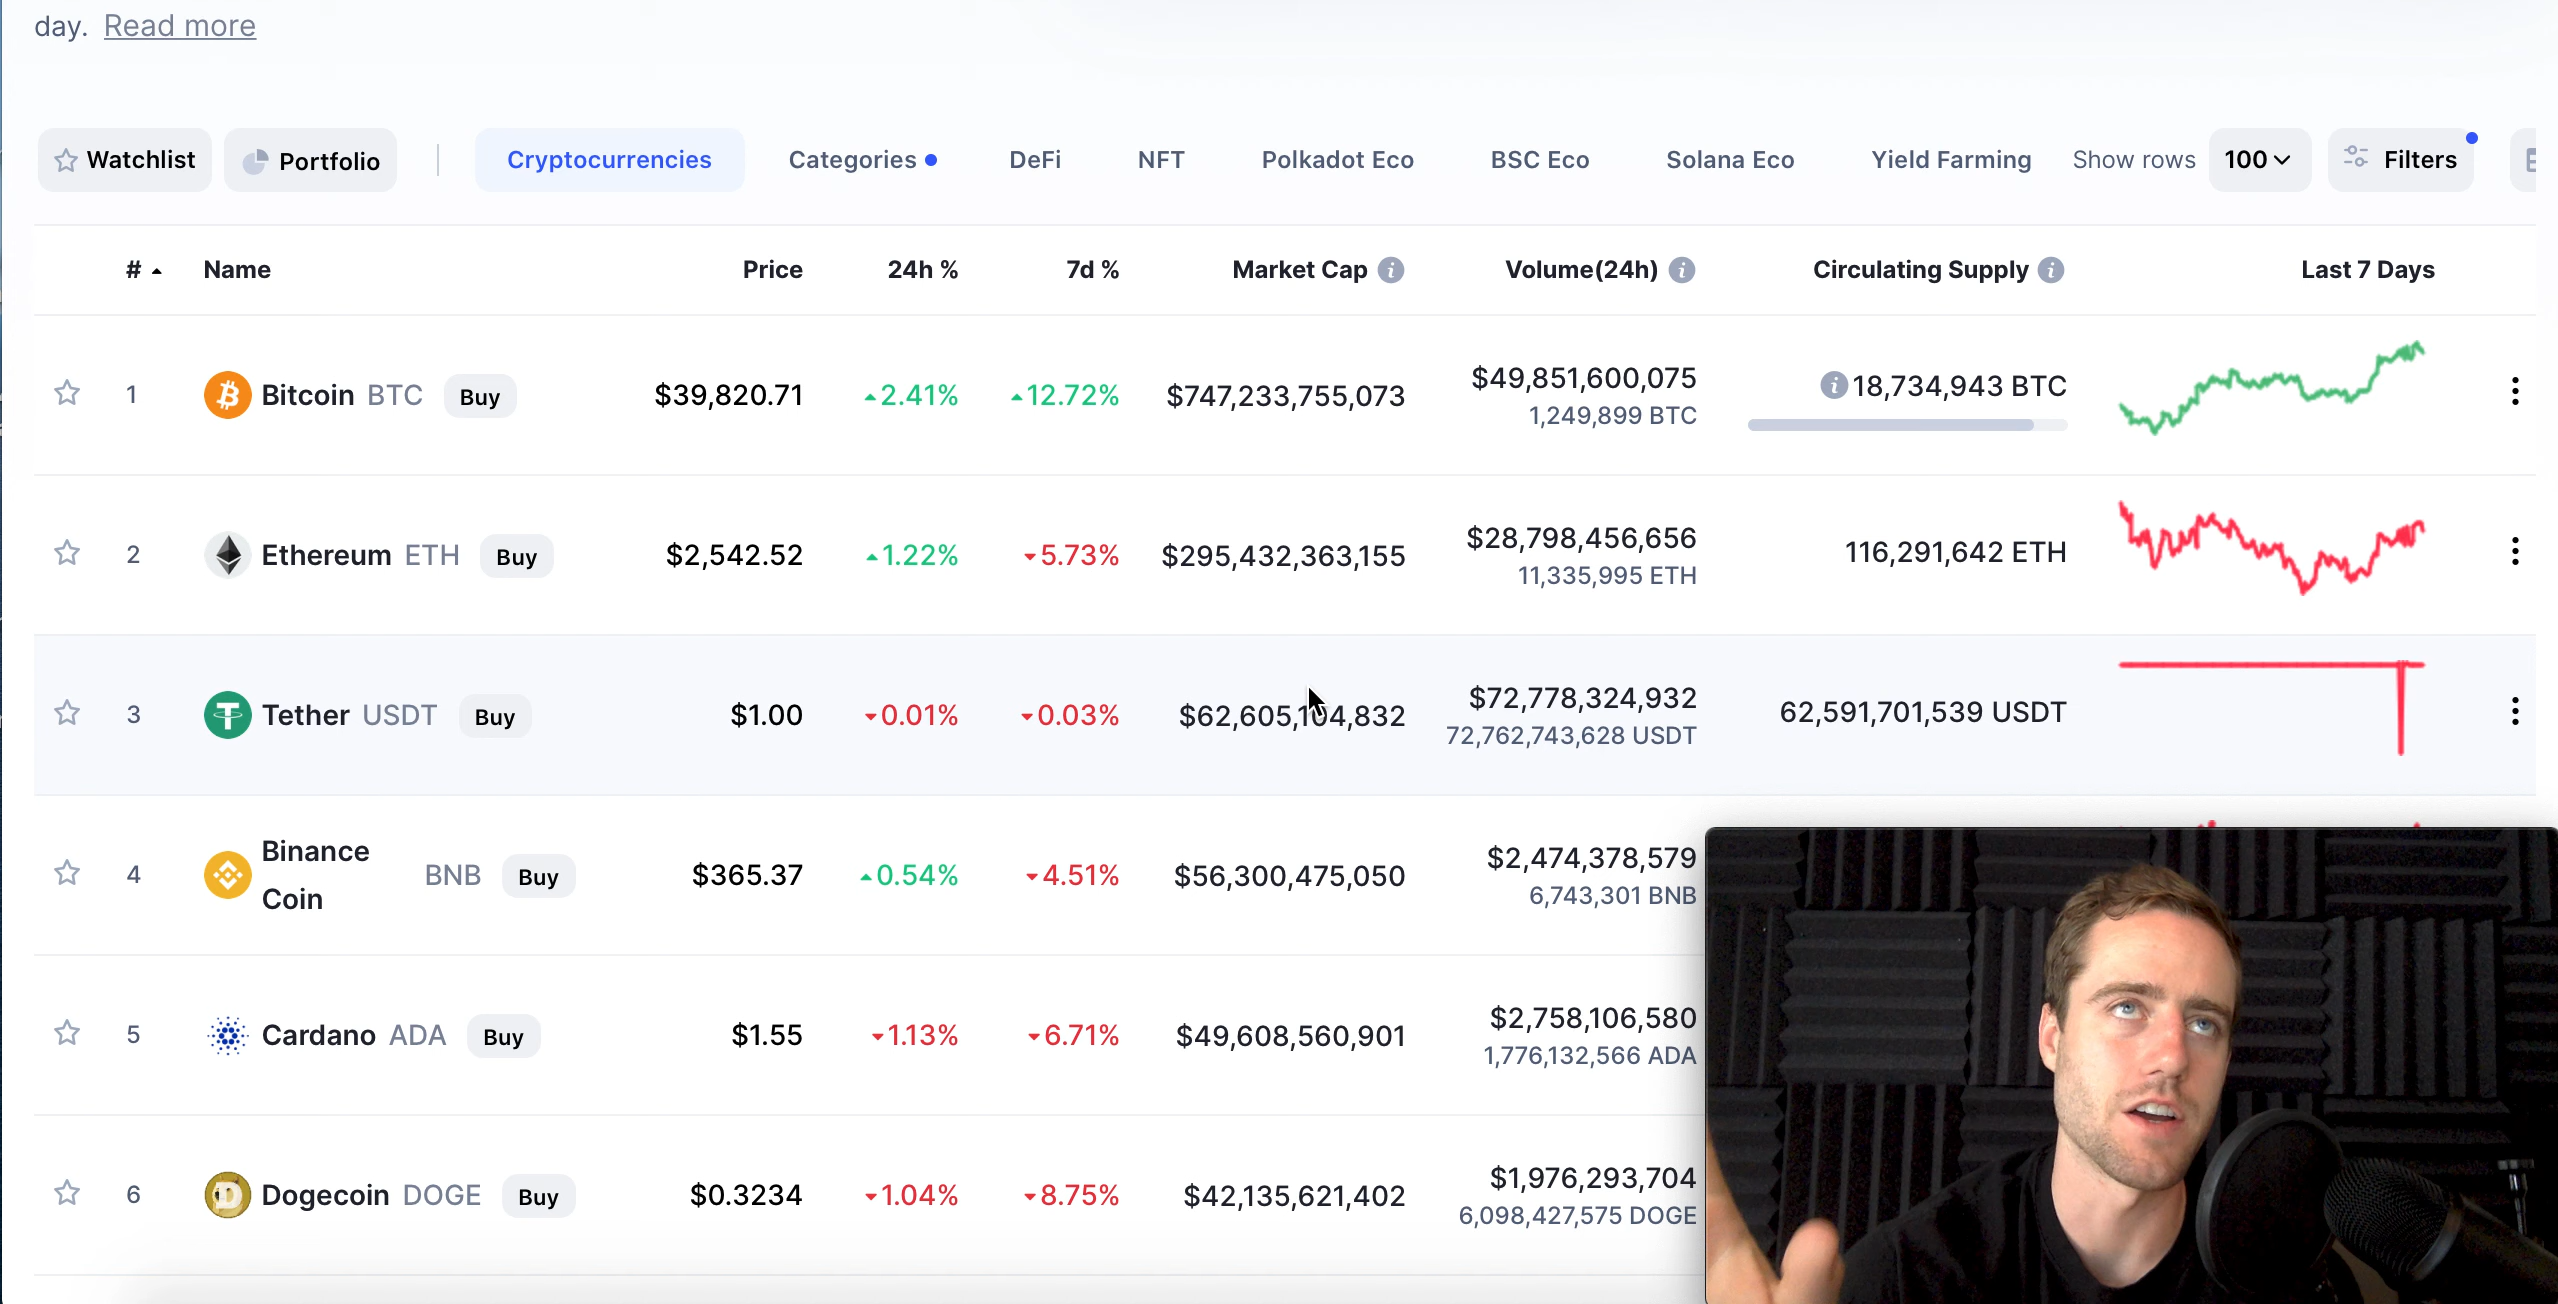 day. Read more
Watchlist Portfolio Cryptocurrencies Categories DeFi NFT Polkadot Eco BSC Eco Solana Eco Yield Farming Show rows 100 Filters
# Name Price 24h % 7d % Market Cap Volume(24h) Circulating Supply Last 7 Days
1 Bitcoin BTC Buy $39,820.71 2.41% 12.72% $747,233,755,073 $49,851,600,075 18,734,943 BTC
1,249,899 BTC
2 Ethereum ETH Buy $2,542.52 1.22% 5.73% $295,432,363,155 $28,798,456,656 116,291,642 ETH
11,335,995 ETH
3 Tether USDT Buy $1.00 0.01% 0.03% $62,605,104,832 $72,778,324,932 62,591,701,539 USDT
72,762,743,628 USDT
4 Binance Coin BNB Buy $365.37 0.54% 4.51% $56,300,475,050 $2,474,378,579
6,743,301 BNB
5 Cardano ADA Buy $1.55 1.13% 6.71% $49,608,560,901 $2,758,106,580
1,776,132,566 ADA
6 Dogecoin DOGE Buy $0.3234 1.04% 8.75% $42,135,621,402 $1,976,293,704
6,098,427,575 DOGE